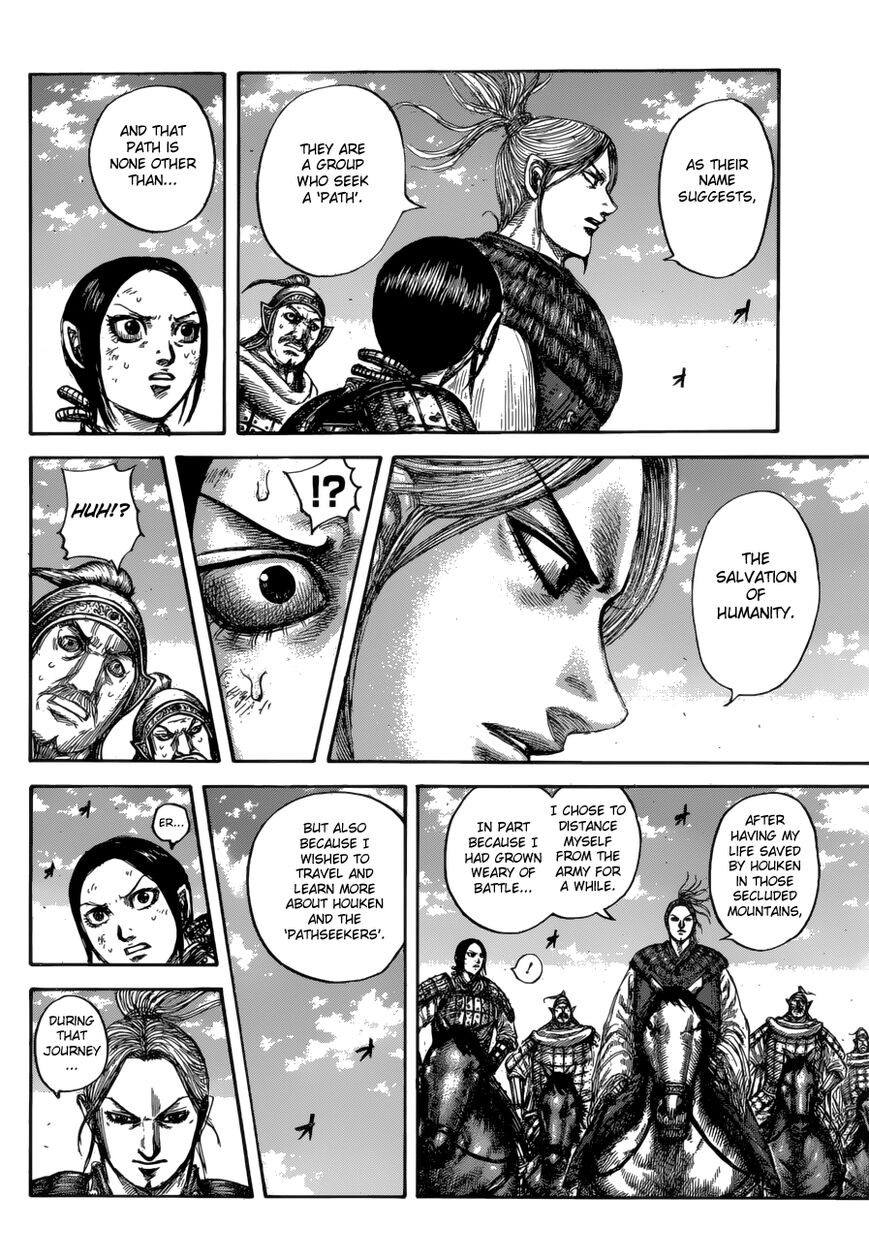 AS THEIR
NAME
SUGGESTS,
THEY ARE
A GROUP
WHO SEEK
A 'PATH'.
AND THAT
PATH IS
NONE OTHER
THAN...
THE
SALVATION
OF
HUMANITY.
!?
HUH!?
AFTER
HAVING MY
LIFE SAVED
BY HOUKEN
IN THOSE
SECLUDED
MOUNTAINS,
I CHOSE TO
DISTANCE
MYSELF
FROM THE
ARMY FOR
A WHILE.
IN PART
BECAUSE I
HAD GROWN
WEARY OF
BATTLE...
!
BUT ALSO
BECAUSE I
WISHED TO
TRAVEL AND
LEARN MORE
ABOUT HOUKEN
AND THE
'PATHSEEKERS'.
ER...
DURING
THAT
JOURNEY
...